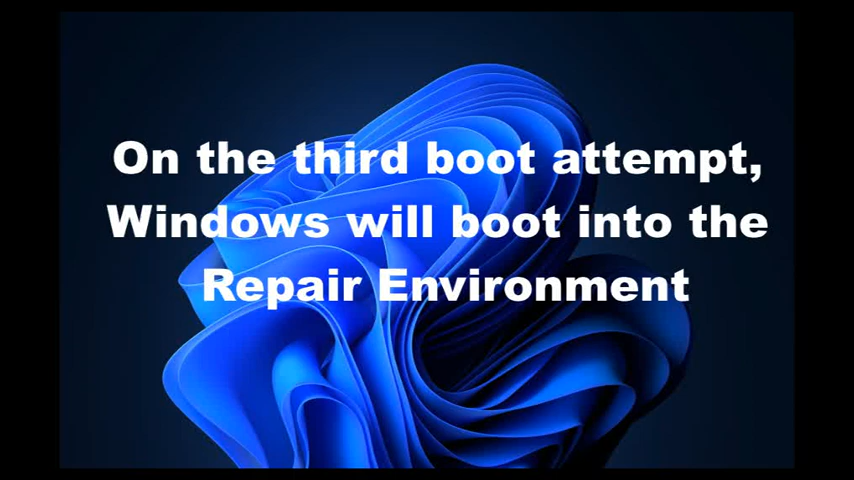 On the third boot attempt,
Windows will boot into the
Repair Environment